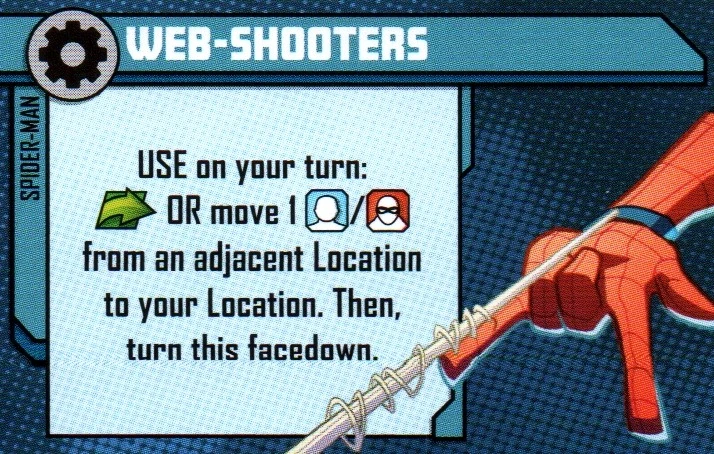 WEB-SHOOTERS
SPIDER-MAN
USE on your turn:
OR move 1 /
from an adjacent Location
to your Location. Then,
turn this facedown.